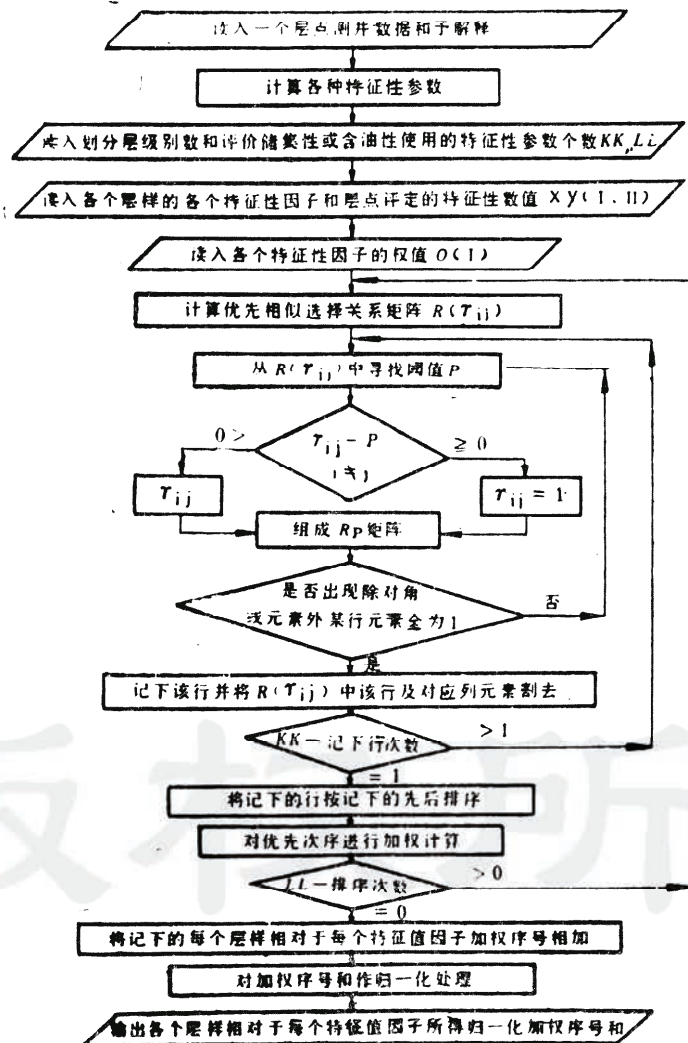 读入一个层点测井数据和予解释
计算各种特征性参数
读入划分层级别数和评价储集性或含油性使用的特征性参数个数KK,Li
读入各个层样的各个特征性因子和层点评定的特征性数值 Xy(I,II)
读入各个特征性因子的权值 O(I)
计算优先相似选择关系矩阵 R(rij)
从 R(rij)中寻找阈值P
0>
rij-P
i≒j
≧0
rij
rij=1
组成 RP矩阵
是否出现除对角
线元素外某行元素全为1
否
是
记下该行并将R(rij)中该行及对应列元素割去
KK-记下行次数
>1
=1
将记下的行按记下的先后排序
对优先次序进行加权计算
LL-排序次数
>0
=0
将记下的每个层样相对于每个特征值因子加权序号相加
对加权序号和作归一化处理
输出各个层样相对于每个特征值因子所得归一化加权序号和
板 所